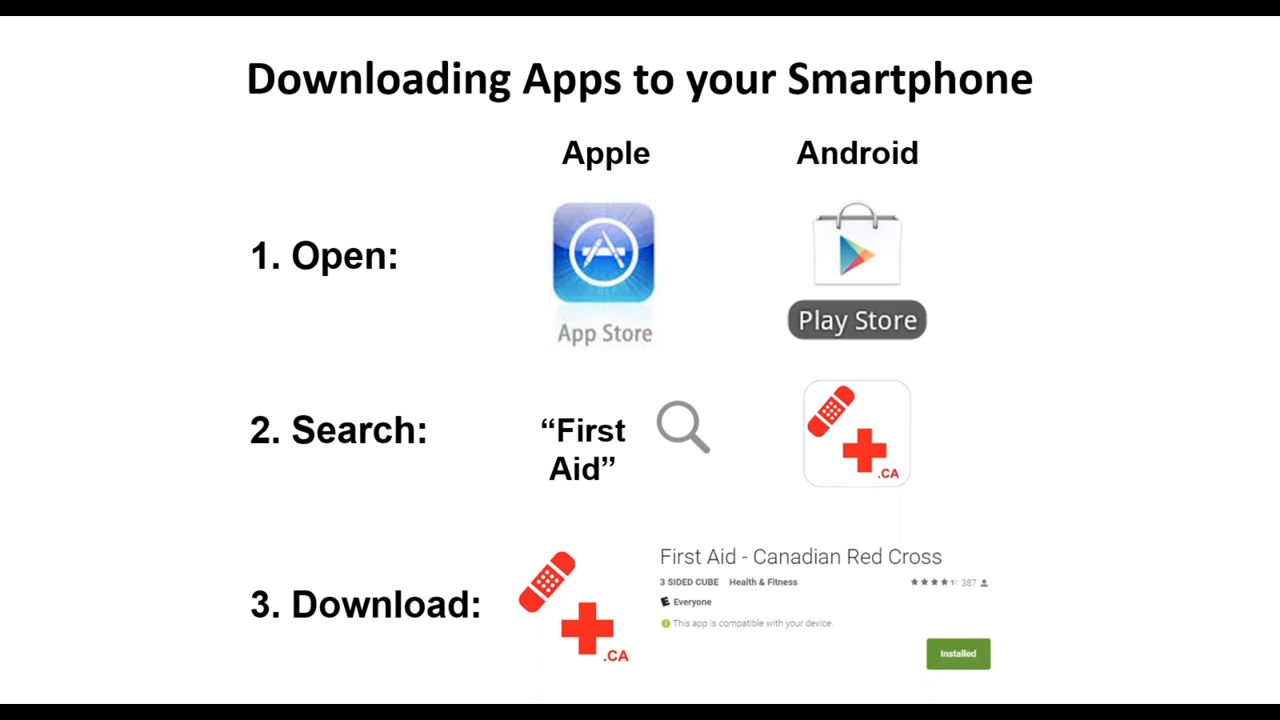 Downloading Apps to your Smartphone
Apple Android
1. Open:
App Store
Play Store
2. Search:
“First
Aid”
.CA
3. Download:
.CA
First Aid - Canadian Red Cross
3 SIDED CUBE Health & Fitness 387
E Everyone
This app is compatible with your device.
Installed